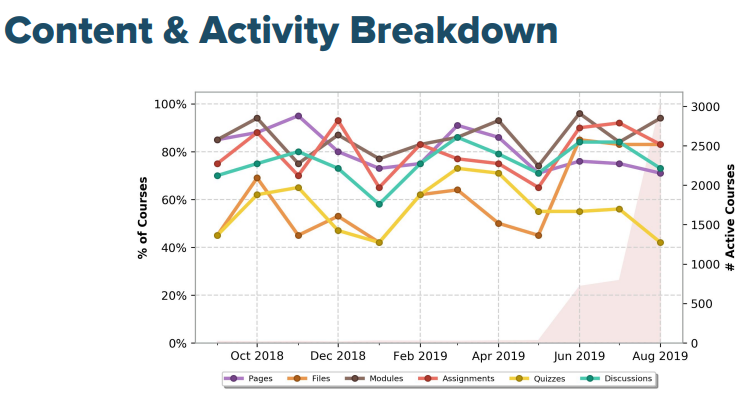 Content & Activity Breakdown
100%
80%
60%
40%
20%
0%
% of Courses
3000
2500
2000
1500
1000
500
0
# Active Courses
Oct 2018 Dec 2018 Feb 2019 Apr 2019 Jun 2019 Aug 2019
Pages Files Modules Assignments Quizzes Discussions